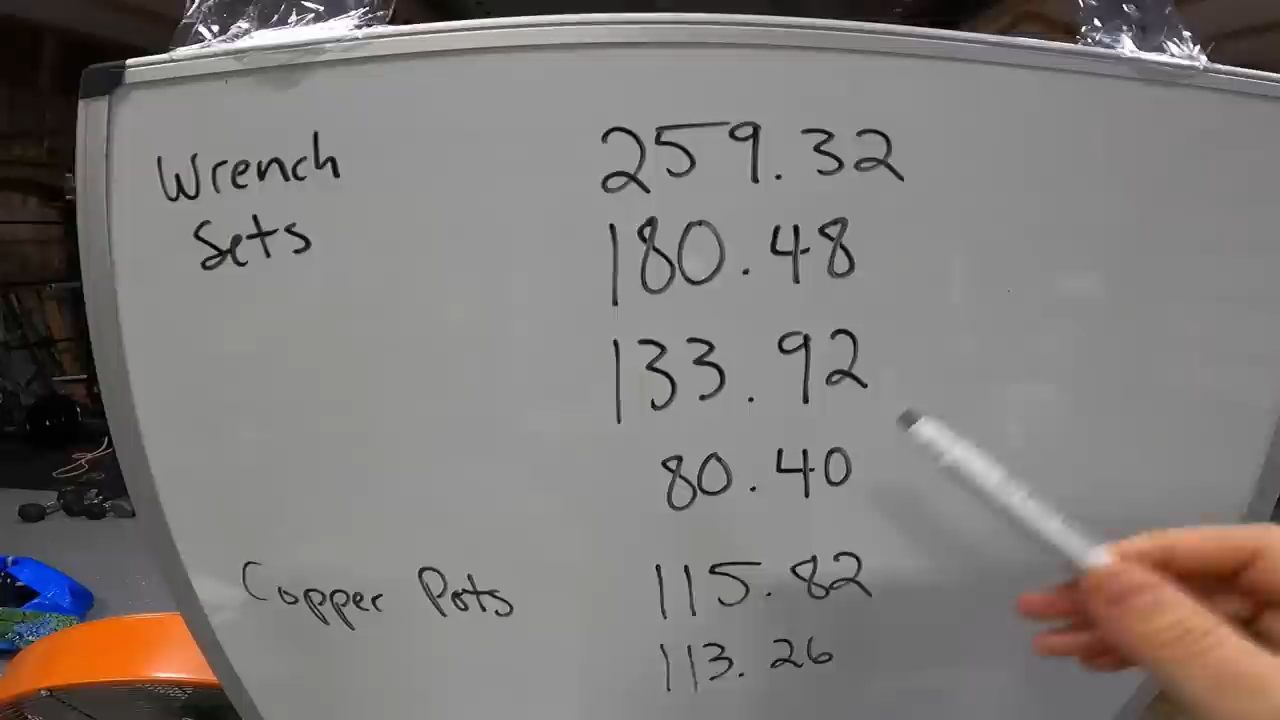 Wrench 259.32
Sets 180.48
133.92
80.40
Copper Pots 115.82
113.26